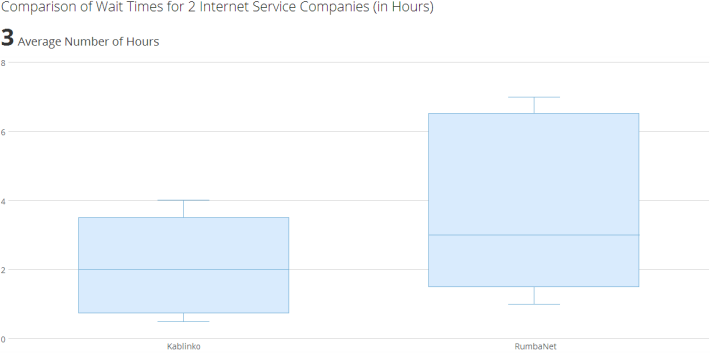 Comparison of Wait Times for 2 Internet Service Companies (in Hours)
3 Average Number of Hours
8
6
4
2
0
Kablinko RumbaNet